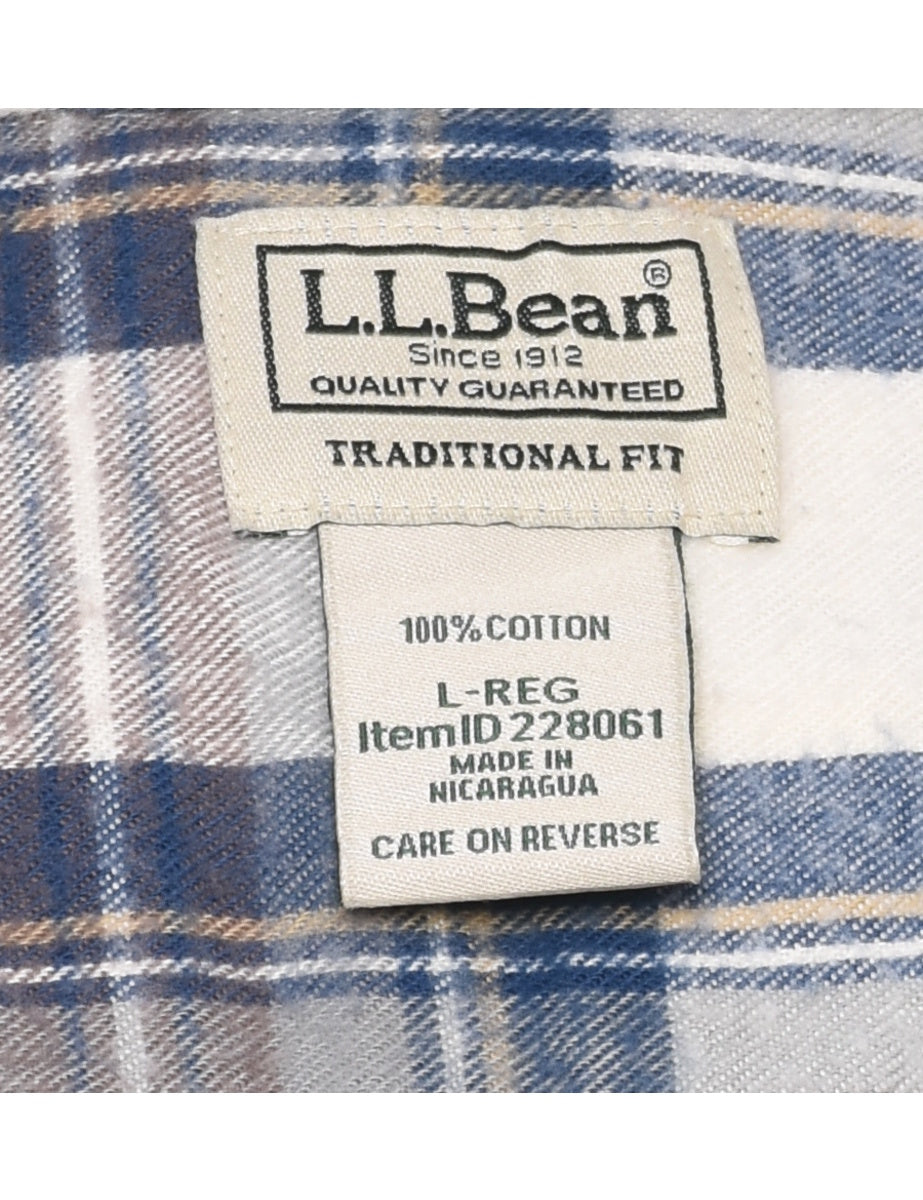 L.L.Bean®
Since 1912
QUALITY GUARANTEED
TRADITIONAL FIT
100% COTTON
L-REG
ItemID 228061
MADE IN
NICARAGUA
CARE ON REVERSE